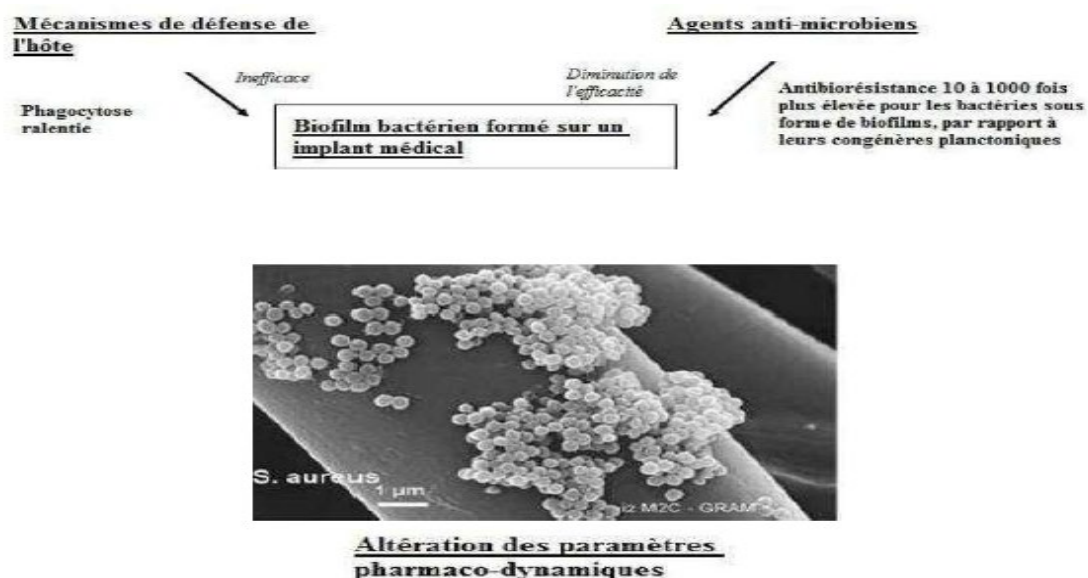 Mécanismes de défense de
l'hôte
Agents anti-microbiens
Inefficace
Diminution de
l'efficacité
Phagocytose
ralentie
Antibiorésistance 10 à 1000 fois
plus élevée pour les bactéries sous
forme de biofilms, par rapport à
leurs congénères planctoniques
Biofilm bactérien formé sur un
implant médical
S. aureus
1 µm
iz M2C - GRAM
Altération des paramètres
pharmaco-dynamiques